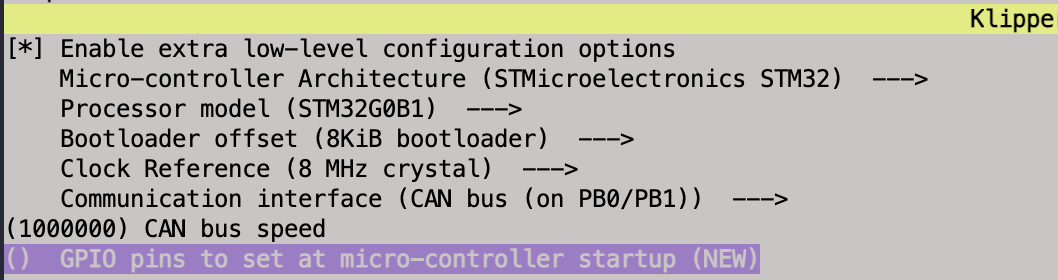 Klippe
[*] Enable extra low-level configuration options
Micro-controller Architecture (STMicroelectronics STM32)  --->
Processor model (STM32G0B1)  --->
Bootloader offset (8KiB bootloader)  --->
Clock Reference (8 MHz crystal)  --->
Communication interface (CAN bus (on PB0/PB1))  --->
(1000000) CAN bus speed
()  GPIO pins to set at micro-controller startup (NEW)